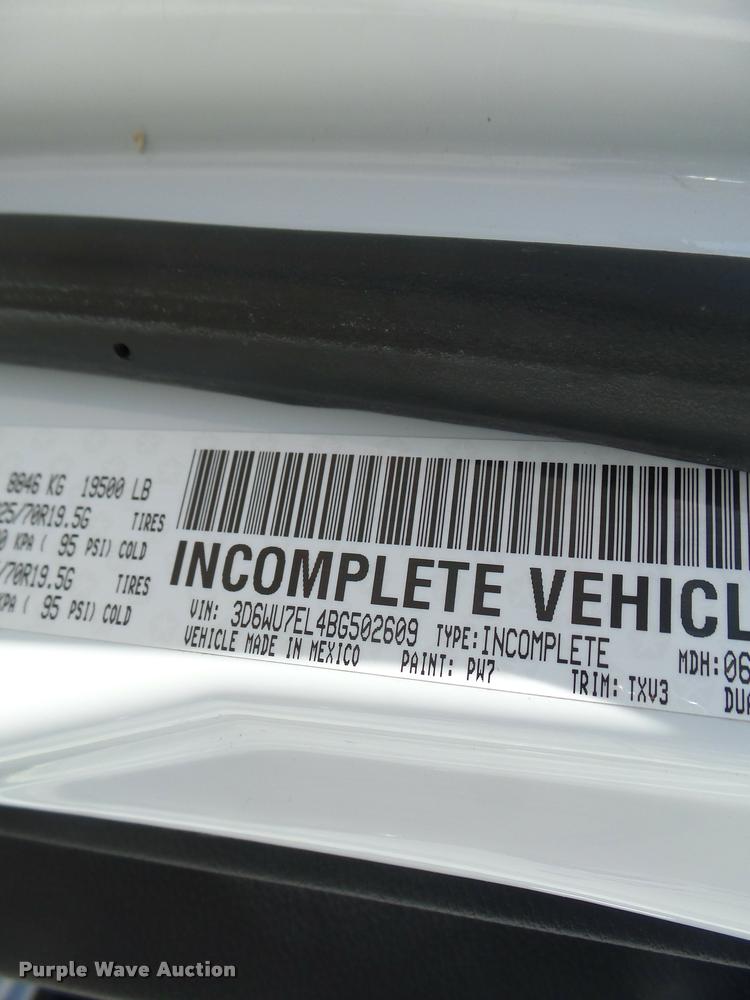 8846 KG 19500 LB
25/70R19.5G TIRES
0 KPA ( 95 PSI) COLD
/70R19.5G TIRES
KPA ( 95 PSI) COLD
INCOMPLETE VEHICL
VIN: 3D6WU7EL4BG502609 TYPE: INCOMPLETE MDH: 06
VEHICLE MADE IN MEXICO PAINT: PW7 TRIM: TXV3 DUA
Purple Wave Auction